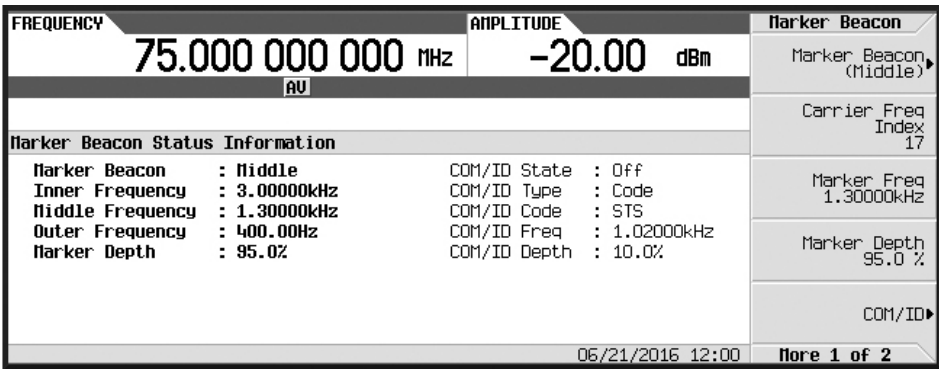 FREQUENCY
75.000 000 000 MHz
AMPLITUDE
-20.00 dBm
AV
Marker Beacon Status Information
Marker Beacon : Middle
Inner Frequency : 3.00000kHz
Middle Frequency : 1.30000kHz
Outer Frequency : 400.00Hz
Marker Depth : 95.0%
COM/ID State : Off
COM/ID Type : Code
COM/ID Code : STS
COM/ID Freq : 1.02000kHz
COM/ID Depth : 10.0%
06/21/2016 12:00
Marker Beacon
Marker Beacon
(Middle)
Carrier Freq
Index
17
Marker Freq
1.30000kHz
Marker Depth
95.0 %
COM/ID
More 1 of 2